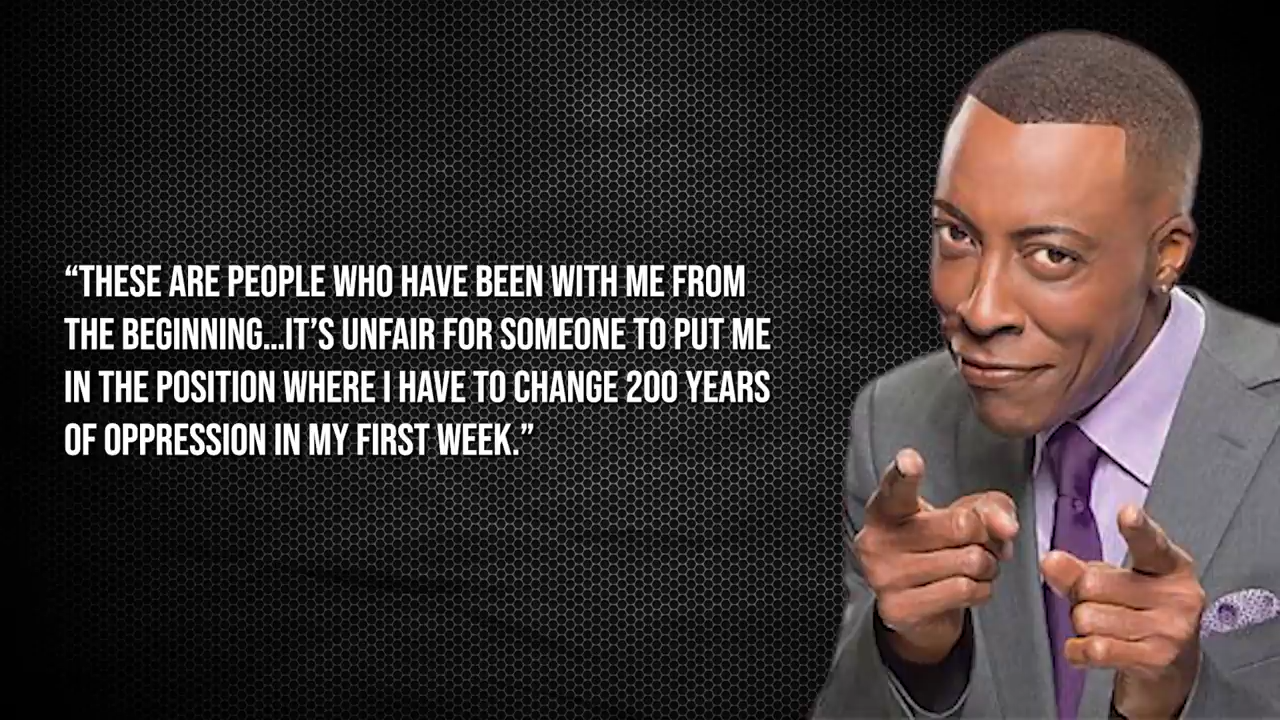 “THESE ARE PEOPLE WHO HAVE BEEN WITH ME FROM
THE BEGINNING...IT’S UNFAIR FOR SOMEONE TO PUT ME
IN THE POSITION WHERE I HAVE TO CHANGE 200 YEARS
OF OPPRESSION IN MY FIRST WEEK.”